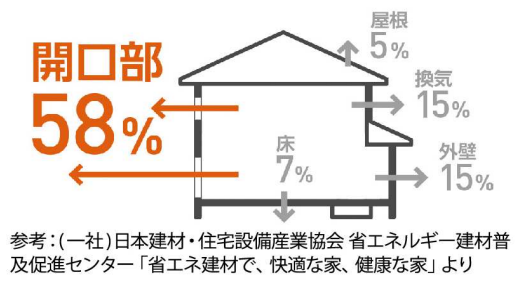 屋根
5%
開口部
58%
換気
15%
床
7%
外壁
15%
参考：(一社)日本建材・住宅設備産業協会 省エネルギー建材普
及促進センター「省エネ建材で、快適な家、健康な家」より